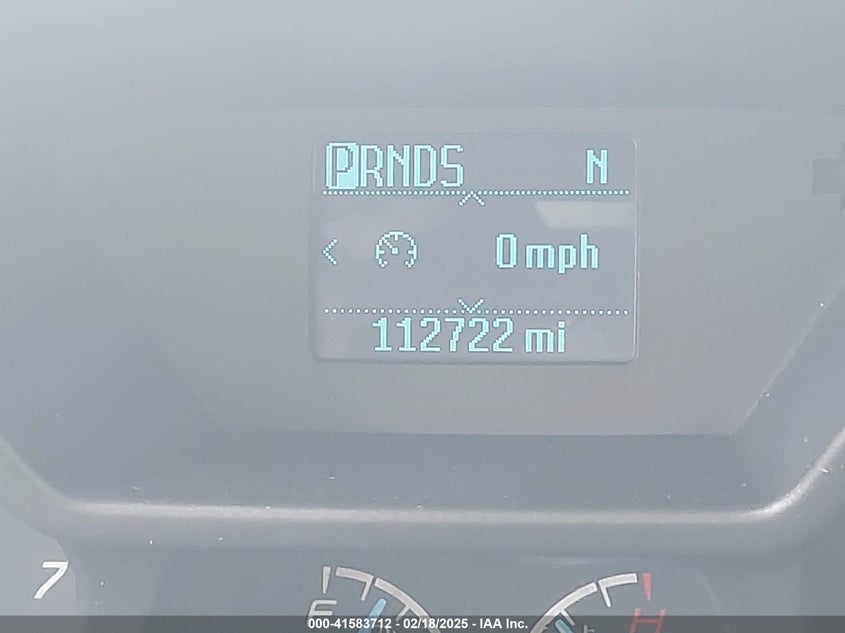 PRNDS N
0 mph
112722 mi
7
F H
000-41583712 - 02/18/2025 - IAA Inc.